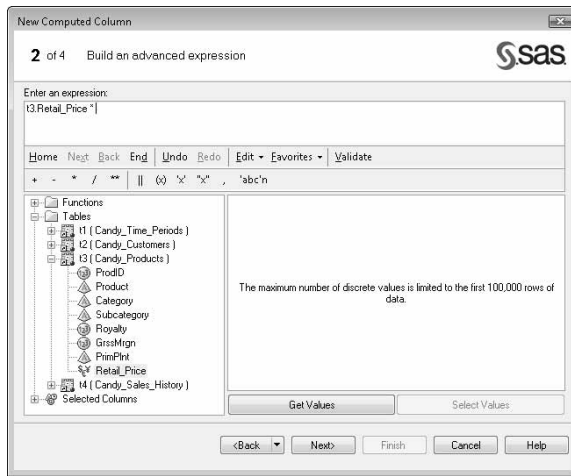 New Computed Column
2 of 4 Build an advanced expression
sas
Enter an expression:
t3.Retail_Price *
Home Next Back End Undo Redo Edit Favorites Validate
+ - * / ** || (x) 'x' "x" , 'abc'n
Functions
Tables
t1 ( Candy_Time_Periods )
t2 ( Candy_Customers )
t3 ( Candy_Products )
ProdID
Product
Category
Subcategory
Royalty
GrssMrgn
PrimPlnt
Retail_Price
t4 ( Candy_Sales_History )
Selected Columns
The maximum number of discrete values is limited to the first 100,000 rows of
data.
Get Values Select Values
<Back Next> Finish Cancel Help